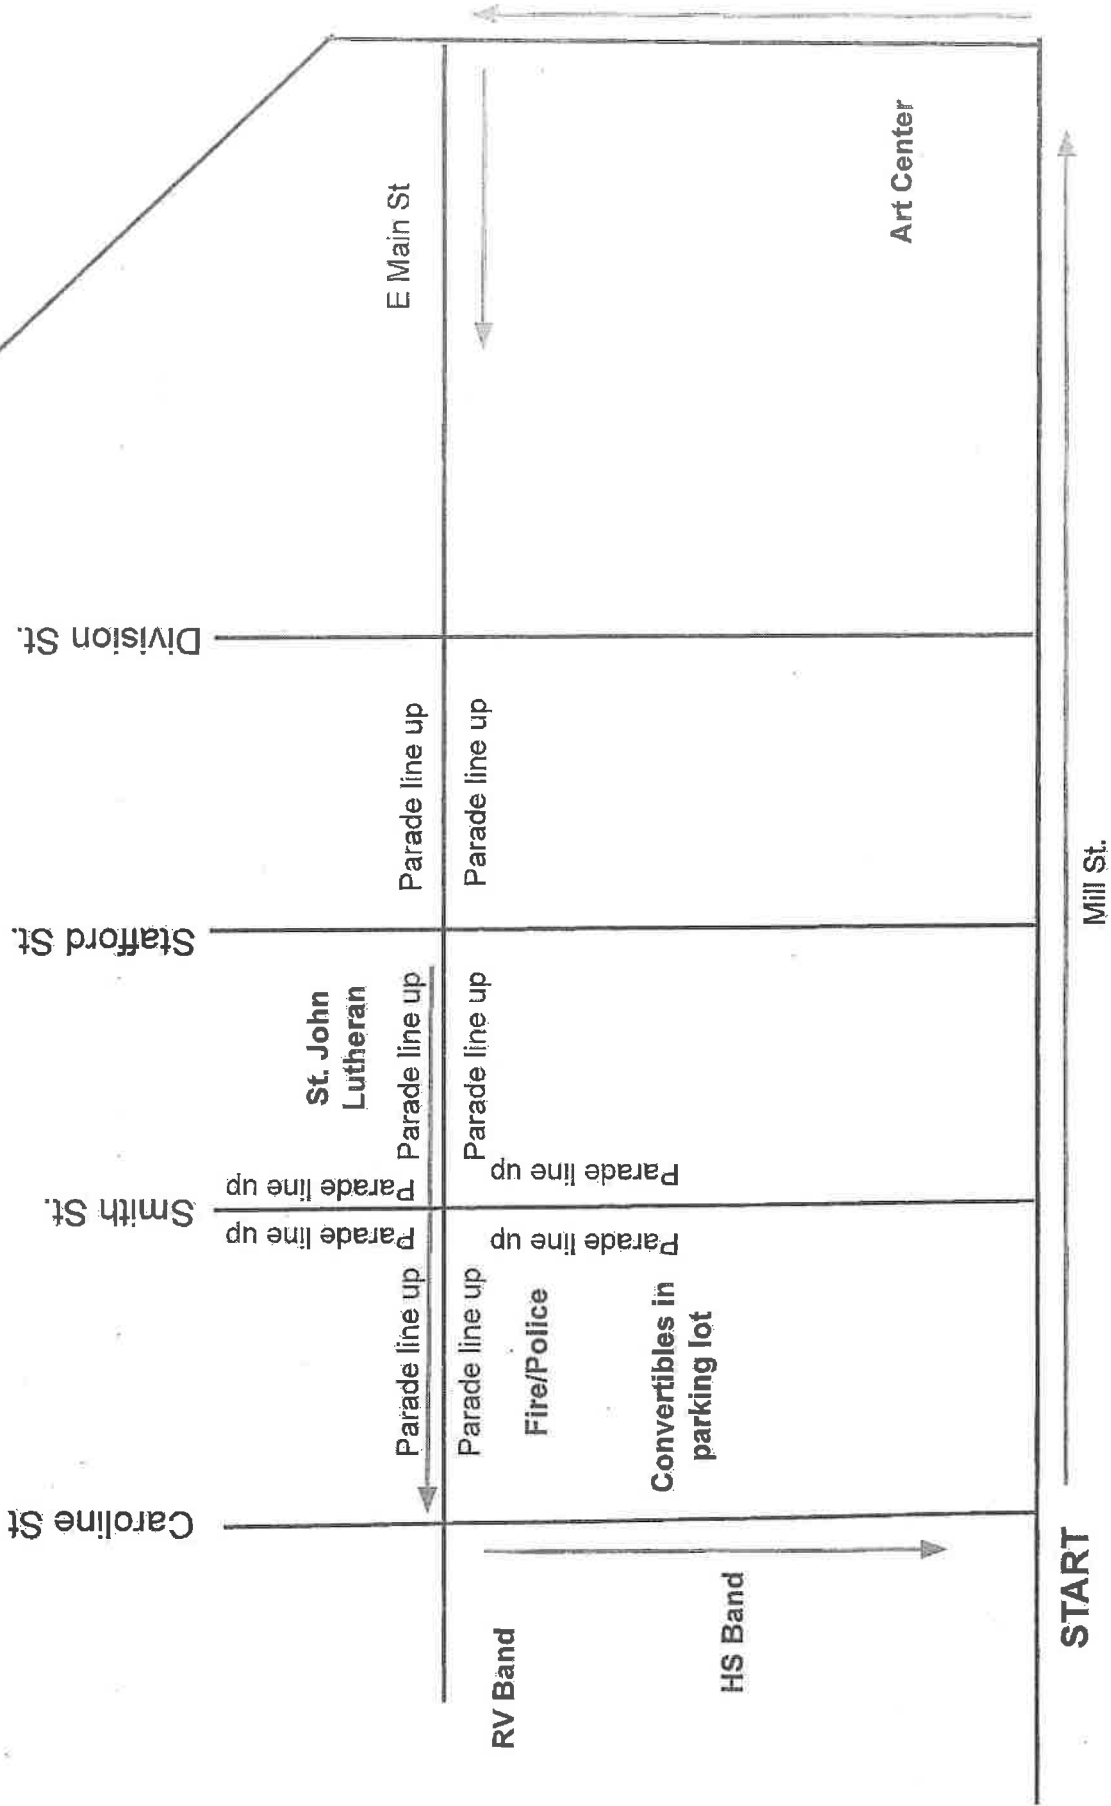 Caroline St
Smith St.
Stafford St.
Division St.
St. John
Lutheran
E Main St
Parade line up
Parade line up
Parade line up
Parade line up
Parade line up
Parade line up
Parade line up
Parade line up
Parade line up
Parade line up
Fire/Police
Convertibles in
parking lot
RV Band
HS Band
Art Center
START
Mill St.